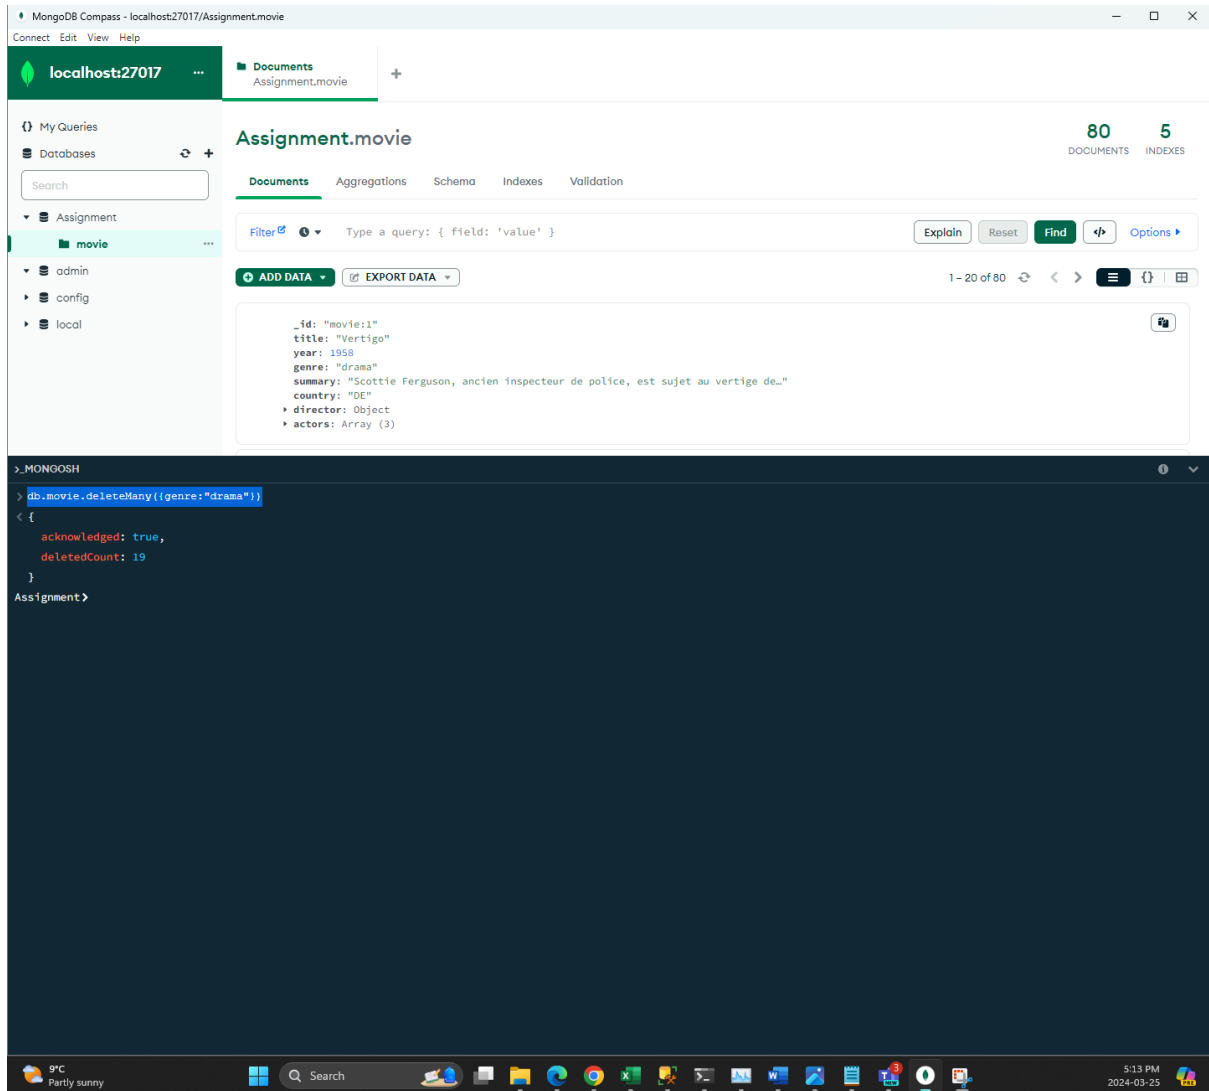 MongoDB Compass - localhost:27017/Assignment.movie
Connect Edit View Help
localhost:27017 ...
Documents
Assignment.movie
+
{} My Queries
Databases
Search
Assignment
movie
admin
config
local
Assignment.movie
80
DOCUMENTS
5
INDEXES
Documents Aggregations Schema Indexes Validation
Filter Type a query: { field: 'value' } Explain Reset Find </> Options
ADD DATA EXPORT DATA 1 – 20 of 80 {}
_id: "movie:1"
title: "Vertigo"
year: 1958
genre: "drama"
summary: "Scottie Ferguson, ancien inspecteur de police, est sujet au vertige de…"
country: "DE"
director: Object
actors: Array (3)
>_MONGOSH
> db.movie.deleteMany({genre:"drama"})
< {
acknowledged: true,
deletedCount: 19
}
Assignment>
9°C
Partly sunny
Search
3
NEW
5:13 PM
2024-03-25
PRE